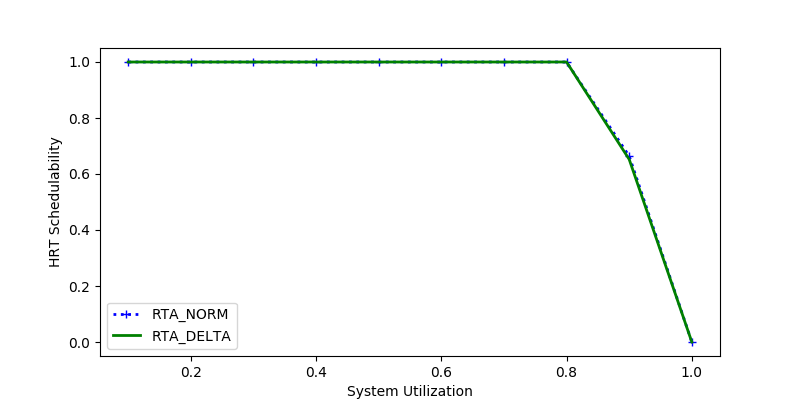 HRT Schedulability
1.0
0.8
0.6
0.4
0.2
0.0
RTA_NORM
RTA_DELTA
0.2 0.4 0.6 0.8 1.0
System Utilization